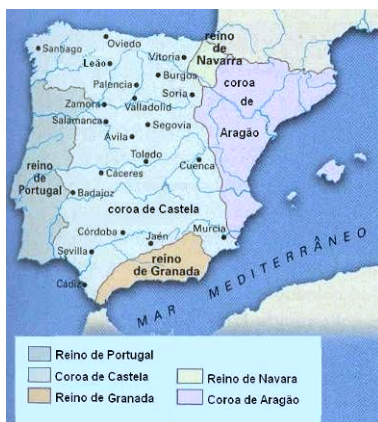 Santiago
Oviedo
Vitoria
reino
de
Navarra
Leão
Burgos
Palencia
Soria
coroa
de
Aragão
Zamora
Valladolid
Salamanca
Segovia
Ávila
reino
de
Portugal
Toledo
Cuenca
Cáceres
Badajoz
coroa de Castela
Córdoba
Jaén
Murcia
Sevilla
reino
de Granada
Cádiz
MAR MEDITERRÂNEO
Reino de Portugal
Coroa de Castela
Reino de Navara
Reino de Granada
Coroa de Aragão